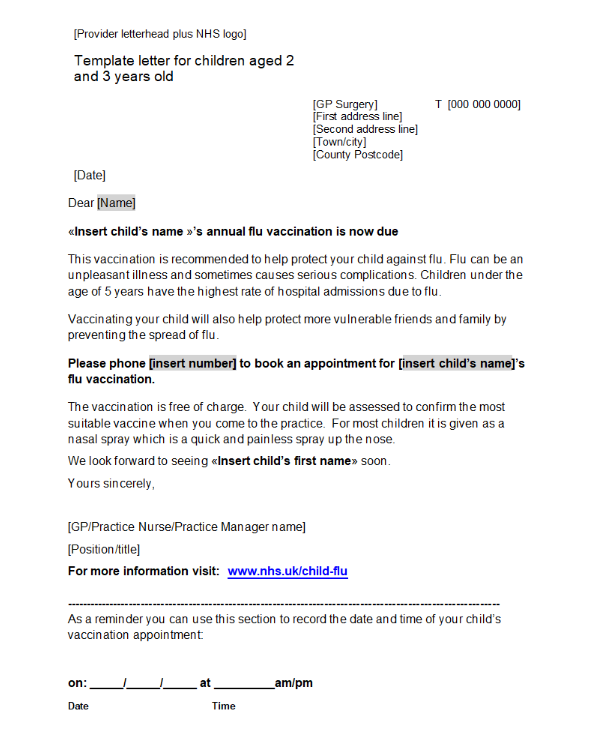 [Provider letterhead plus NHS logo]
Template letter for children aged 2
and 3 years old
[GP Surgery] T [000 000 0000]
[First address line]
[Second address line]
[Town/city]
[County Postcode]
[Date]
Dear [Name]
«Insert child's name »'s annual flu vaccination is now due
This vaccination is recommended to help protect your child against flu. Flu can be an
unpleasant illness and sometimes causes serious complications. Children under the
age of 5 years have the highest rate of hospital admissions due to flu.
Vaccinating your child will also help protect more vulnerable friends and family by
preventing the spread of flu.
Please phone [insert number] to book an appointment for [insert child's name]'s
flu vaccination.
The vaccination is free of charge. Your child will be assessed to confirm the most
suitable vaccine when you come to the practice. For most children it is given as a
nasal spray which is a quick and painless spray up the nose.
We look forward to seeing «Insert child's first name» soon.
Yours sincerely,
[GP/Practice Nurse/Practice Manager name]
[Position/title]
For more information visit: www.nhs.uk/child-flu
--------------------------------------------------------------------------------------------
As a reminder you can use this section to record the date and time of your child's
vaccination appointment:
on: _____/_____/_____ at _________am/pm
Date Time